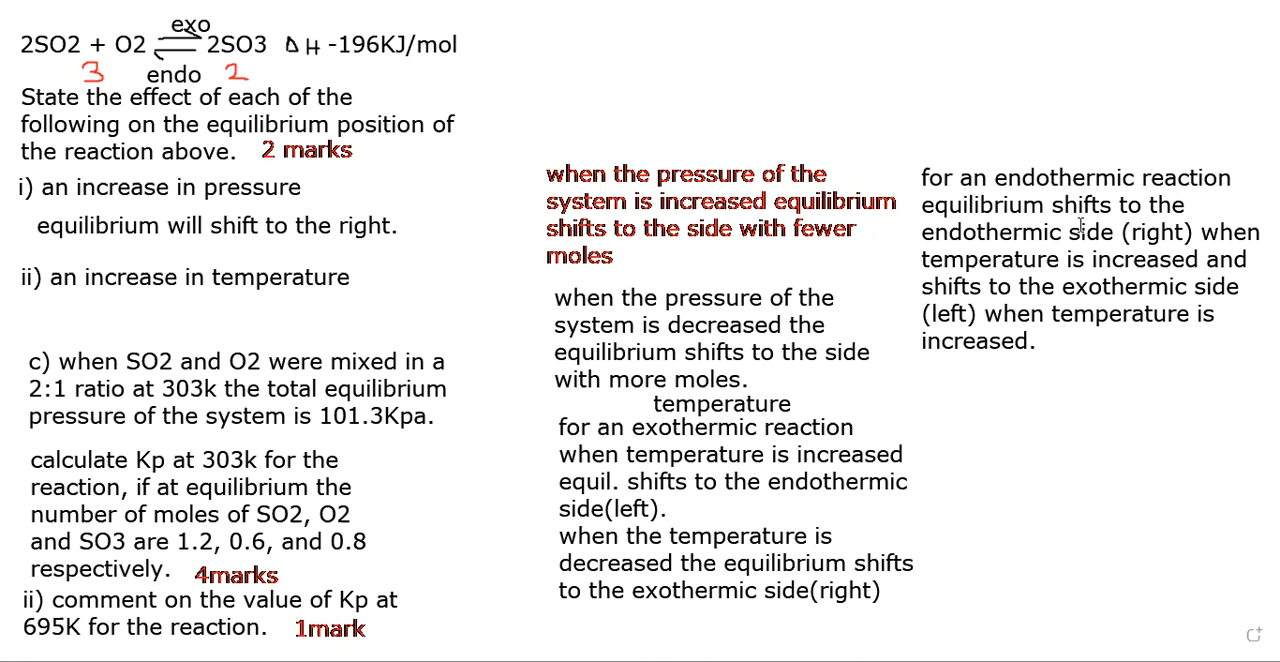 exo
2SO2 + O2 ⇌ 2SO3 Δ H -196KJ/mol
3 endo 2
State the effect of each of the
following on the equilibrium position of
the reaction above. 2 marks
i) an increase in pressure
equilibrium will shift to the right.
ii) an increase in temperature
c) when SO2 and O2 were mixed in a
2:1 ratio at 303k the total equilibrium
pressure of the system is 101.3Kpa.
calculate Kp at 303k for the
reaction, if at equilibrium the
number of moles of SO2, O2
and SO3 are 1.2, 0.6, and 0.8
respectively. 4marks
ii) comment on the value of Kp at
695K for the reaction. 1mark
when the pressure of the
system is increased equilibrium
shifts to the side with fewer
moles
when the pressure of the
system is decreased the
equilibrium shifts to the side
with more moles.
temperature
for an exothermic reaction
when temperature is increased
equil. shifts to the endothermic
side(left).
when the temperature is
decreased the equilibrium shifts
to the exothermic side(right)
for an endothermic reaction
equilibrium shifts to the
endothermic side (right) when
temperature is increased and
shifts to the exothermic side
(left) when temperature is
increased.